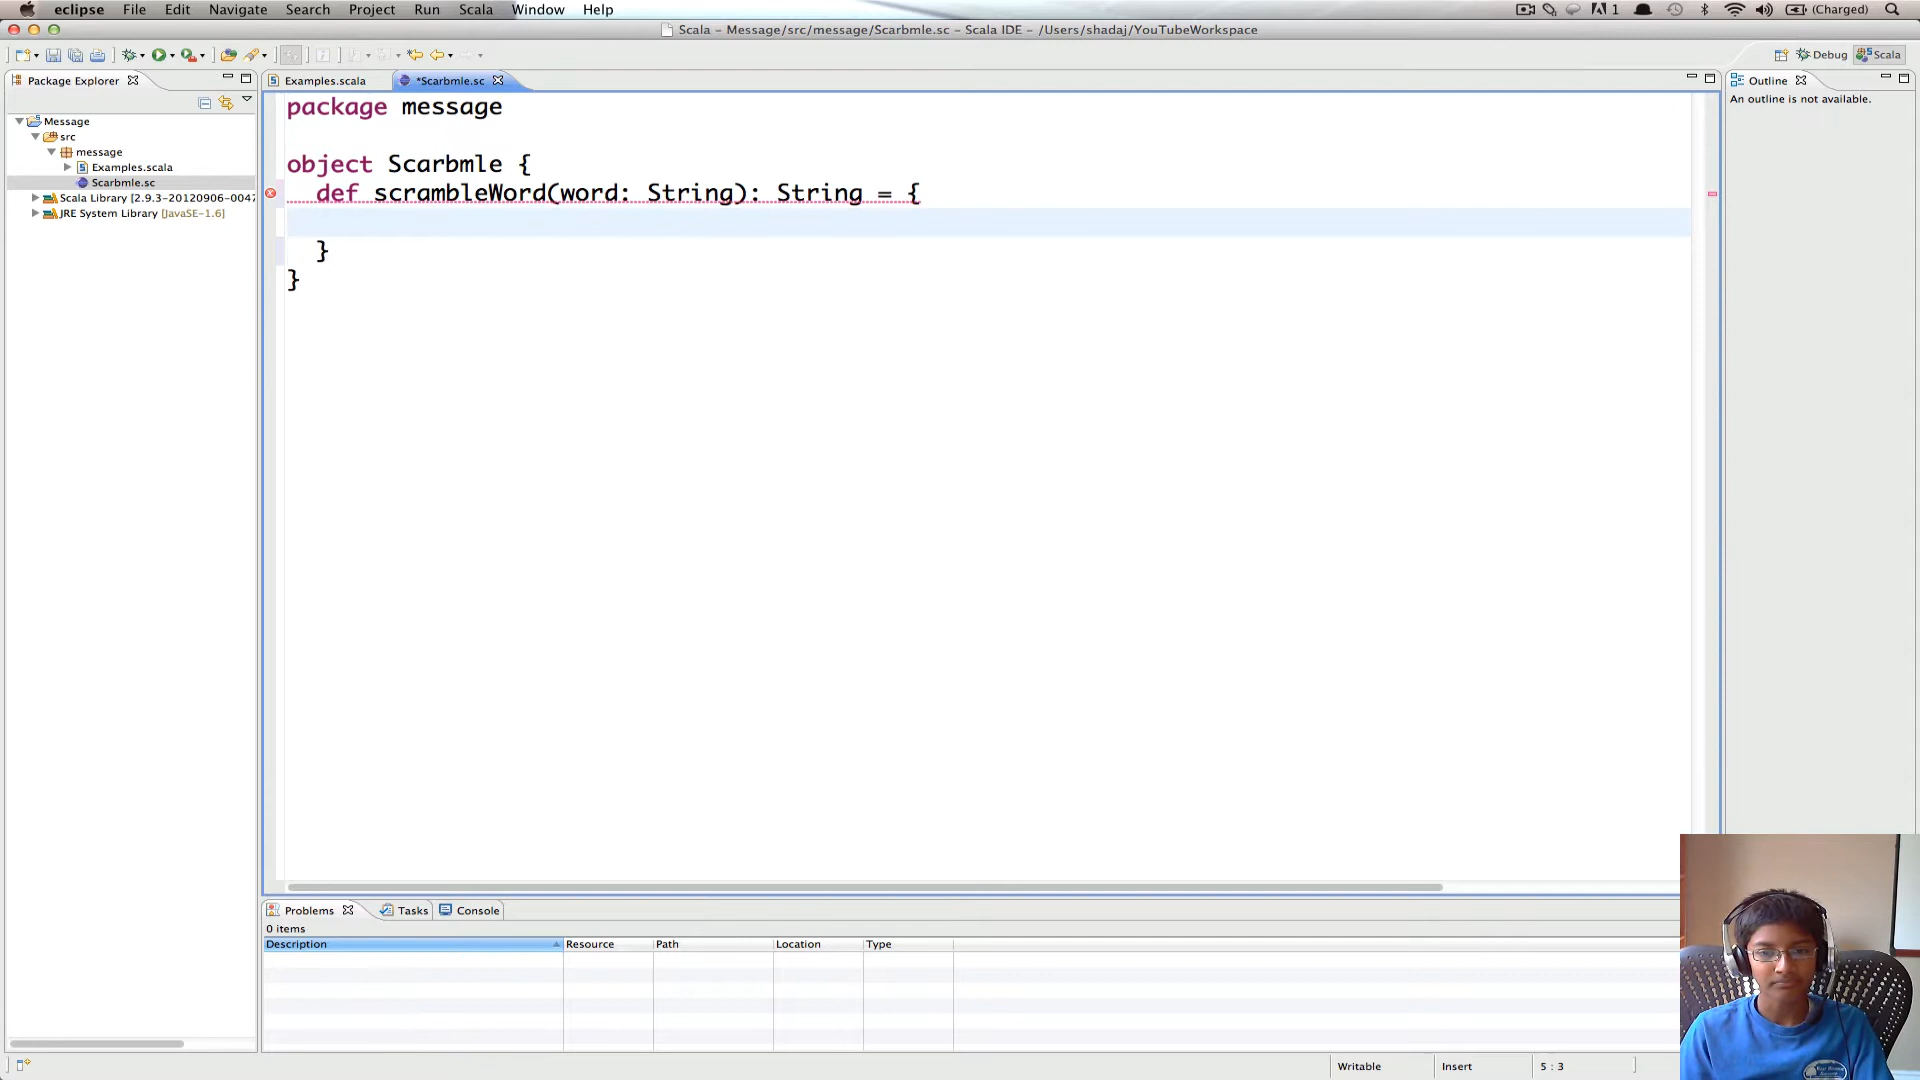 eclipse File Edit Navigate Search Project Run Scala Window Help 1 (Charged)
Scala – Message/src/message/Scarbmle.sc – Scala IDE – /Users/shadaj/YouTubeWorkspace
Debug Scala
Package Explorer
Examples.scala *Scarbmle.sc
Outline
An outline is not available.
Message
src
message
Examples.scala
Scarbmle.sc
Scala Library [2.9.3-20120906-004
JRE System Library [JavaSE-1.6]
package message
object Scarbmle {
def scrambleWord(word: String): String = {
}
}
Problems Tasks Console
0 items
Description Resource Path Location Type
Writable Insert 5 : 3